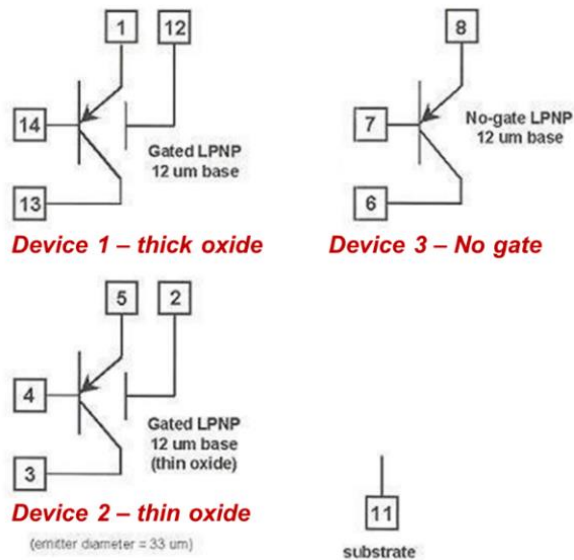 1
12
14
Gated LPNP
12 um base
13
Device 1 – thick oxide
8
7
No-gate LPNP
12 um base
6
Device 3 – No gate
5
2
4
Gated LPNP
12 um base
(thin oxide)
3
Device 2 – thin oxide
(emitter diameter = 33 um)
11
substrate